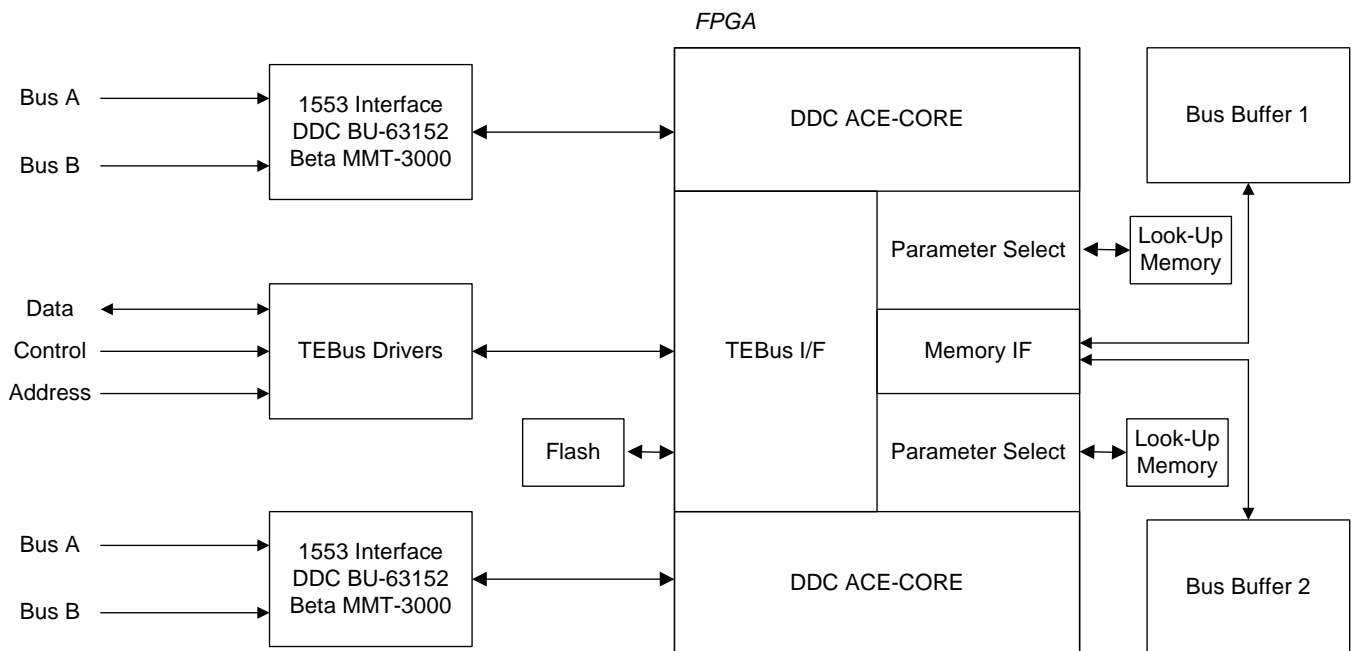 FPGA
Bus A
Bus B
1553 Interface
DDC BU-63152
Beta MMT-3000
DDC ACE-CORE
Bus Buffer 1
Parameter Select
Look-Up
Memory
Data
Control
Address
TEBus Drivers
TEBus I/F
Memory IF
Flash
Parameter Select
Look-Up
Memory
Bus A
Bus B
1553 Interface
DDC BU-63152
Beta MMT-3000
DDC ACE-CORE
Bus Buffer 2